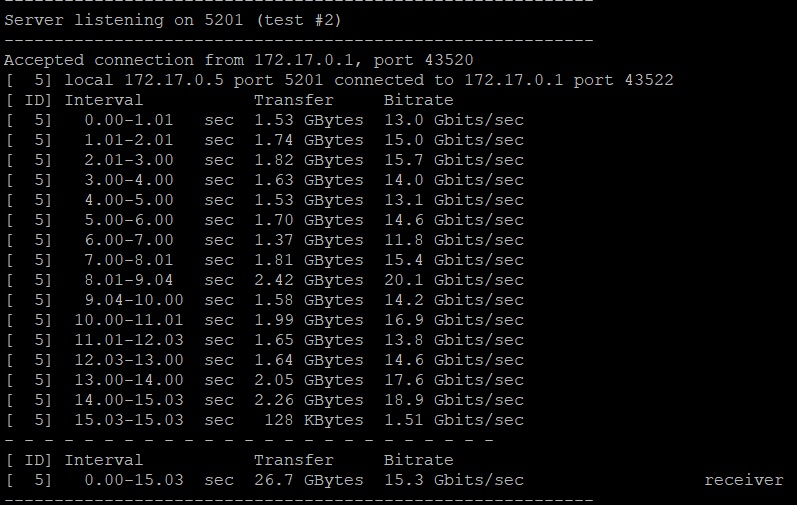 -----------------------------------------------------------
Server listening on 5201 (test #2)
-----------------------------------------------------------
Accepted connection from 172.17.0.1, port 43520
[  5] local 172.17.0.5 port 5201 connected to 172.17.0.1 port 43522
[ ID] Interval           Transfer     Bitrate
[  5]   0.00-1.01   sec  1.53 GBytes  13.0 Gbits/sec
[  5]   1.01-2.01   sec  1.74 GBytes  15.0 Gbits/sec
[  5]   2.01-3.00   sec  1.82 GBytes  15.7 Gbits/sec
[  5]   3.00-4.00   sec  1.63 GBytes  14.0 Gbits/sec
[  5]   4.00-5.00   sec  1.53 GBytes  13.1 Gbits/sec
[  5]   5.00-6.00   sec  1.70 GBytes  14.6 Gbits/sec
[  5]   6.00-7.00   sec  1.37 GBytes  11.8 Gbits/sec
[  5]   7.00-8.01   sec  1.81 GBytes  15.4 Gbits/sec
[  5]   8.01-9.04   sec  2.42 GBytes  20.1 Gbits/sec
[  5]   9.04-10.00  sec  1.58 GBytes  14.2 Gbits/sec
[  5]  10.00-11.01  sec  1.99 GBytes  16.9 Gbits/sec
[  5]  11.01-12.03  sec  1.65 GBytes  13.8 Gbits/sec
[  5]  12.03-13.00  sec  1.64 GBytes  14.6 Gbits/sec
[  5]  13.00-14.00  sec  2.05 GBytes  17.6 Gbits/sec
[  5]  14.00-15.03  sec  2.26 GBytes  18.9 Gbits/sec
[  5]  15.03-15.03  sec   128 KBytes  1.51 Gbits/sec
- - - - - - - - - - - - - - - - - - - - - - - - -
[ ID] Interval           Transfer     Bitrate
[  5]   0.00-15.03  sec  26.7 GBytes  15.3 Gbits/sec                  receiver
-----------------------------------------------------------